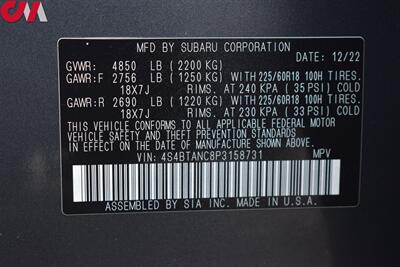 MFD. BY SUBARU CORPORATION
12/22
GVWR: 4850 LB (2200 KG)
GAWR:F 2756 LB (1250 KG) WITH 225/60R18 100H TIRES.
18X7J RIMS. AT 240 KPA (35 PSI) COLD
GAWR:R 2690 LB (1220 KG) WITH 225/60R18 100H TIRES.
18X7J RIMS. AT 230 KPA (33 PSI) COLD
THIS VEHICLE CONFORMS TO ALL APPLICABLE
FEDERAL MOTOR VEHICLE SAFETY STANDARDS
IN EFFECT ON THE DATE OF MANUFACTURE
SHOWN ABOVE.
VIN: 4S4BTANC8P3158731 MPV
ASSEMBLED BY SIA INC. MADE IN U.S.A.